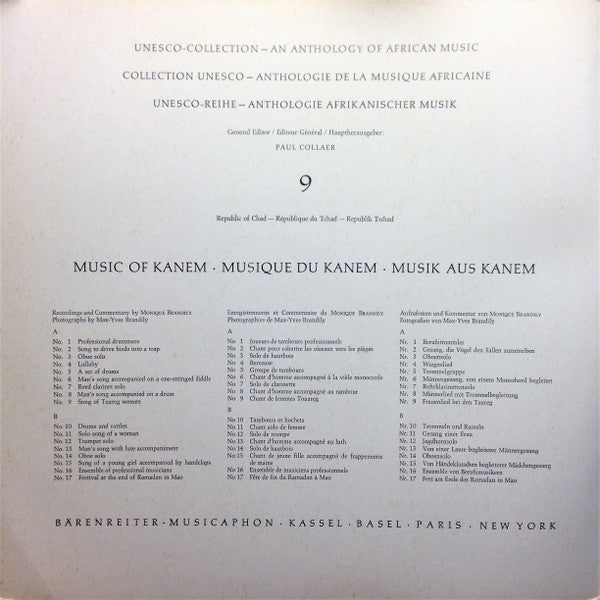 UNESCO-COLLECTION – AN ANTHOLOGY OF AFRICAN MUSIC
COLLECTION UNESCO – ANTHOLOGIE DE LA MUSIQUE AFRICAINE
UNESCO-REIHE – ANTHOLOGIE AFRIKANISCHER MUSIK
General Editor / Editeur Général / Hauptherausgeber:
PAUL COLLAER
9
Republic of Chad – République du Tchad – Republik Tschad
MUSIC OF KANEM · MUSIQUE DU KANEM · MUSIK AUS KANEM
Recordings and Commentary by MONIQUE BRANDILY
Photographs by Max-Yves Brandily
A
No. 1 Professional drummers
No. 2 Song to drive birds into a trap
No. 3 Oboe solo
No. 4 Lullaby
No. 5 A set of drums
No. 6 Man's song accompanied on a one-stringed fiddle
No. 7 Reed clarinet solo
No. 8 Man's song accompanied on a drum
No. 9 Song of Tuareg women
B
No. 10 Drums and rattles
No. 11 Solo song of a woman
No. 12 Trumpet solo
No. 13 Man's song with lute accompaniment
No. 14 Oboe solo
No. 15 Song of a young girl accompanied by handclaps
No. 16 Ensemble of professional musicians
No. 17 Festival at the end of Ramadan in Mao
Enregistrements et Commentaire de MONIQUE BRANDILY
Photographies de Max-Yves Brandily
A
No 1 Joueurs de tambours professionnels
No 2 Chant pour rabattre les oiseaux vers les pièges
No 3 Solo de hautbois
No 4 Berceuse
No 5 Groupe de tambours
No 6 Chant d'homme accompagné à la vièle monocorde
No 7 Solo de clarinette
No 8 Chant d'homme accompagné au tambour
No 9 Chant de femmes Touareg
B
No 10 Tambours et hochets
No 11 Chant solo de femme
No 12 Solo de trompe
No 13 Chant d'homme accompagné au luth
No 14 Solo de hautbois
No 15 Chant de jeune fille accompagné de frappements
de mains
No 16 Ensemble de musiciens professionnels
No 17 Fête de fin du Ramadan à Mao
Aufnahmen und Kommentar von MONIQUE BRANDILY
Fotografien von Max-Yves Brandily
A
Nr. 1 Berufstrommler
Nr. 2 Gesang, die Vögel den Fallen zuzutreiben
Nr. 3 Oboensolo
Nr. 4 Wiegenlied
Nr. 5 Trommelgruppe
Nr. 6 Männergesang, von einem Monochord begleitet
Nr. 7 Rohrklarinettensolo
Nr. 8 Männerlied mit Trommelbegleitung
Nr. 9 Frauenlied bei den Tuareg
B
Nr. 10 Trommeln und Rasseln
Nr. 11 Gesang einer Frau
Nr. 12 Jagdhornsolo
Nr. 13 Von einer Laute begleiteter Männergesang
Nr. 14 Oboensolo
Nr. 15 Von Händeklatschen begleiteter Mädchengesang
Nr. 16 Ensemble von Berufsmusikern
Nr. 17 Fest am Ende des Ramadan in Mao
BÄRENREITER-MUSICAPHON · KASSEL · BASEL · PARIS · NEW YORK